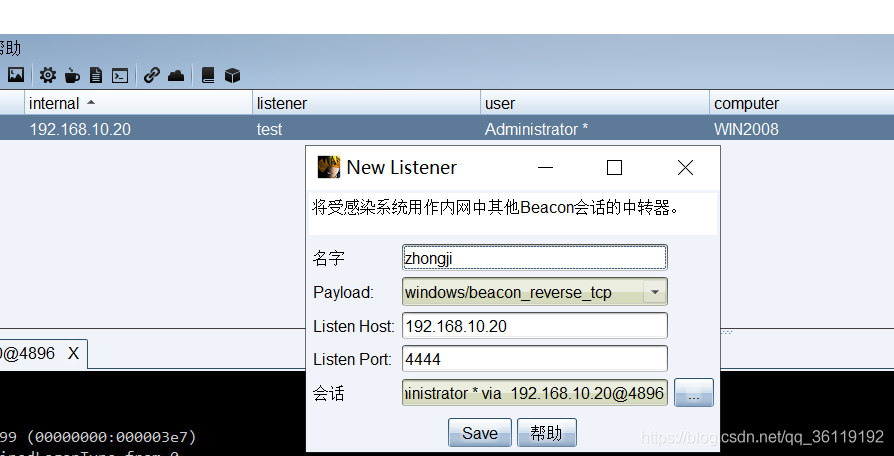 帮助
internal listener user computer
192.168.10.20 test Administrator * WIN2008
New Listener
将受感染系统用作内网中其他Beacon会话的中转器。
名字 zhongji
Payload: windows/beacon_reverse_tcp
Listen Host: 192.168.10.20
Listen Port: 4444
会话 ninistrator * via 192.168.10.20@4896 ...
0@4896 X
Save 帮助
99 (00000000:000003e7)
https://blog.csdn.net/qq_36119192